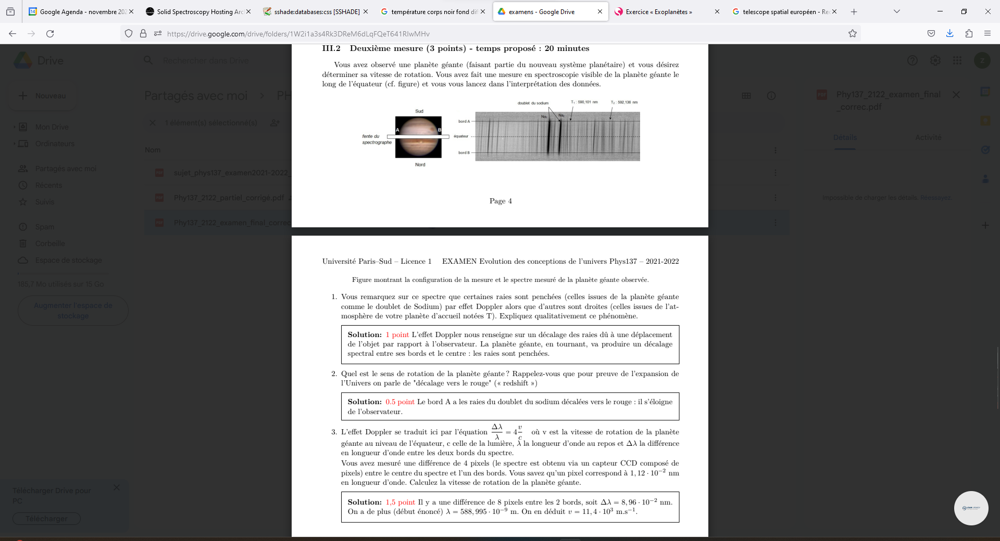 Google Agenda - novembre 202
Solid Spectroscopy Hosting Arc
sshade:databases:css [SSHADE]
température corps noir fond dif
examens - Google Drive
Exercice « Exoplanètes »
telescope spatial européen - Rec
https://drive.google.com/drive/folders/1W2i1a3s4Rk3DReM6dLqFQeT641RIwMHv
Drive
Rechercher dans Drive
Z
Nouveau
Mon Drive
Ordinateurs
Partagés avec moi
Récents
Suivis
Spam
Corbeille
Espace de stockage
185,7 Mo utilisés sur 15 Go
Augmenter l'espace de
stockage
Télécharger Drive pour
PC
Télécharger
Partagés avec moi > PH
1 élément(s) sélectionné(s)
Nom
sujet_phys137_examen2021-2022_
Phy137_2122_partiel_corrigé.pdf
Phy137_2122_examen_final_correc
Phy137_2122_examen_final
_correc.pdf
Détails
Activité
Impossible de charger les détails. Réessayez.
III.2 Deuxième mesure (3 points) - temps proposé : 20 minutes
Vous avez observé une planète géante (faisant partie du nouveau système planétaire) et vous désirez
déterminer sa vitesse de rotation. Vous avez fait une mesure en spectroscopie visible de la planète géante le
long de l'équateur (cf. figure) et vous vous lancez dans l'interprétation des données.
Sud
A
B
fente du
spectrographe
Nord
doublet du sodium
T₁ : 590,101 nm
T₂ : 592,136 nm
Na₁
Na₂
bord A
équateur
bord B
Page 4
Université Paris–Sud – Licence 1 EXAMEN Evolution des conceptions de l'univers Phys137 – 2021-2022
Figure montrant la configuration de la mesure et le spectre mesuré de la planète géante observée.
1. Vous remarquez sur ce spectre que certaines raies sont penchées (celles issues de la planète géante
comme le doublet de Sodium) par effet Doppler alors que d'autres sont droites (celles issues de l'at-
mosphère de votre planète d'accueil notées T). Expliquez qualitativement ce phénomène.
Solution: 1 point L'effet Doppler nous renseigne sur un décalage des raies dû à une déplacement
de l'objet par rapport à l'observateur. La planète géante, en tournant, va produire un décalage
spectral entre ses bords et le centre : les raies sont penchées.
2. Quel est le sens de rotation de la planète géante ? Rappelez-vous que pour preuve de l'expansion de
l'Univers on parle de "décalage vers le rouge" (« redshift »)
Solution: 0.5 point Le bord A a les raies du doublet du sodium décalées vers le rouge : il s'éloigne
de l'observateur.
3. L'effet Doppler se traduit ici par l'équation Δλ/λ = 4 v/c où v est la vitesse de rotation de la planète
géante au niveau de l'équateur, c celle de la lumière, λ la longueur d'onde au repos et Δλ la différence
en longueur d'onde entre les deux bords du spectre.
Vous avez mesuré une différence de 4 pixels (le spectre est obtenu via un capteur CCD composé de
pixels) entre le centre du spectre et l'un des bords. Vous savez qu'un pixel correspond à 1,12 · 10⁻² nm
en longueur d'onde. Calculez la vitesse de rotation de la planète géante.
Solution: 1,5 point Il y a une différence de 8 pixels entre les 2 bords, soit Δλ = 8,96 · 10⁻² nm.
On a de plus (début énoncé) λ = 588,995 · 10⁻⁹ m. On en déduit v = 11,4 · 10³ m.s⁻¹.